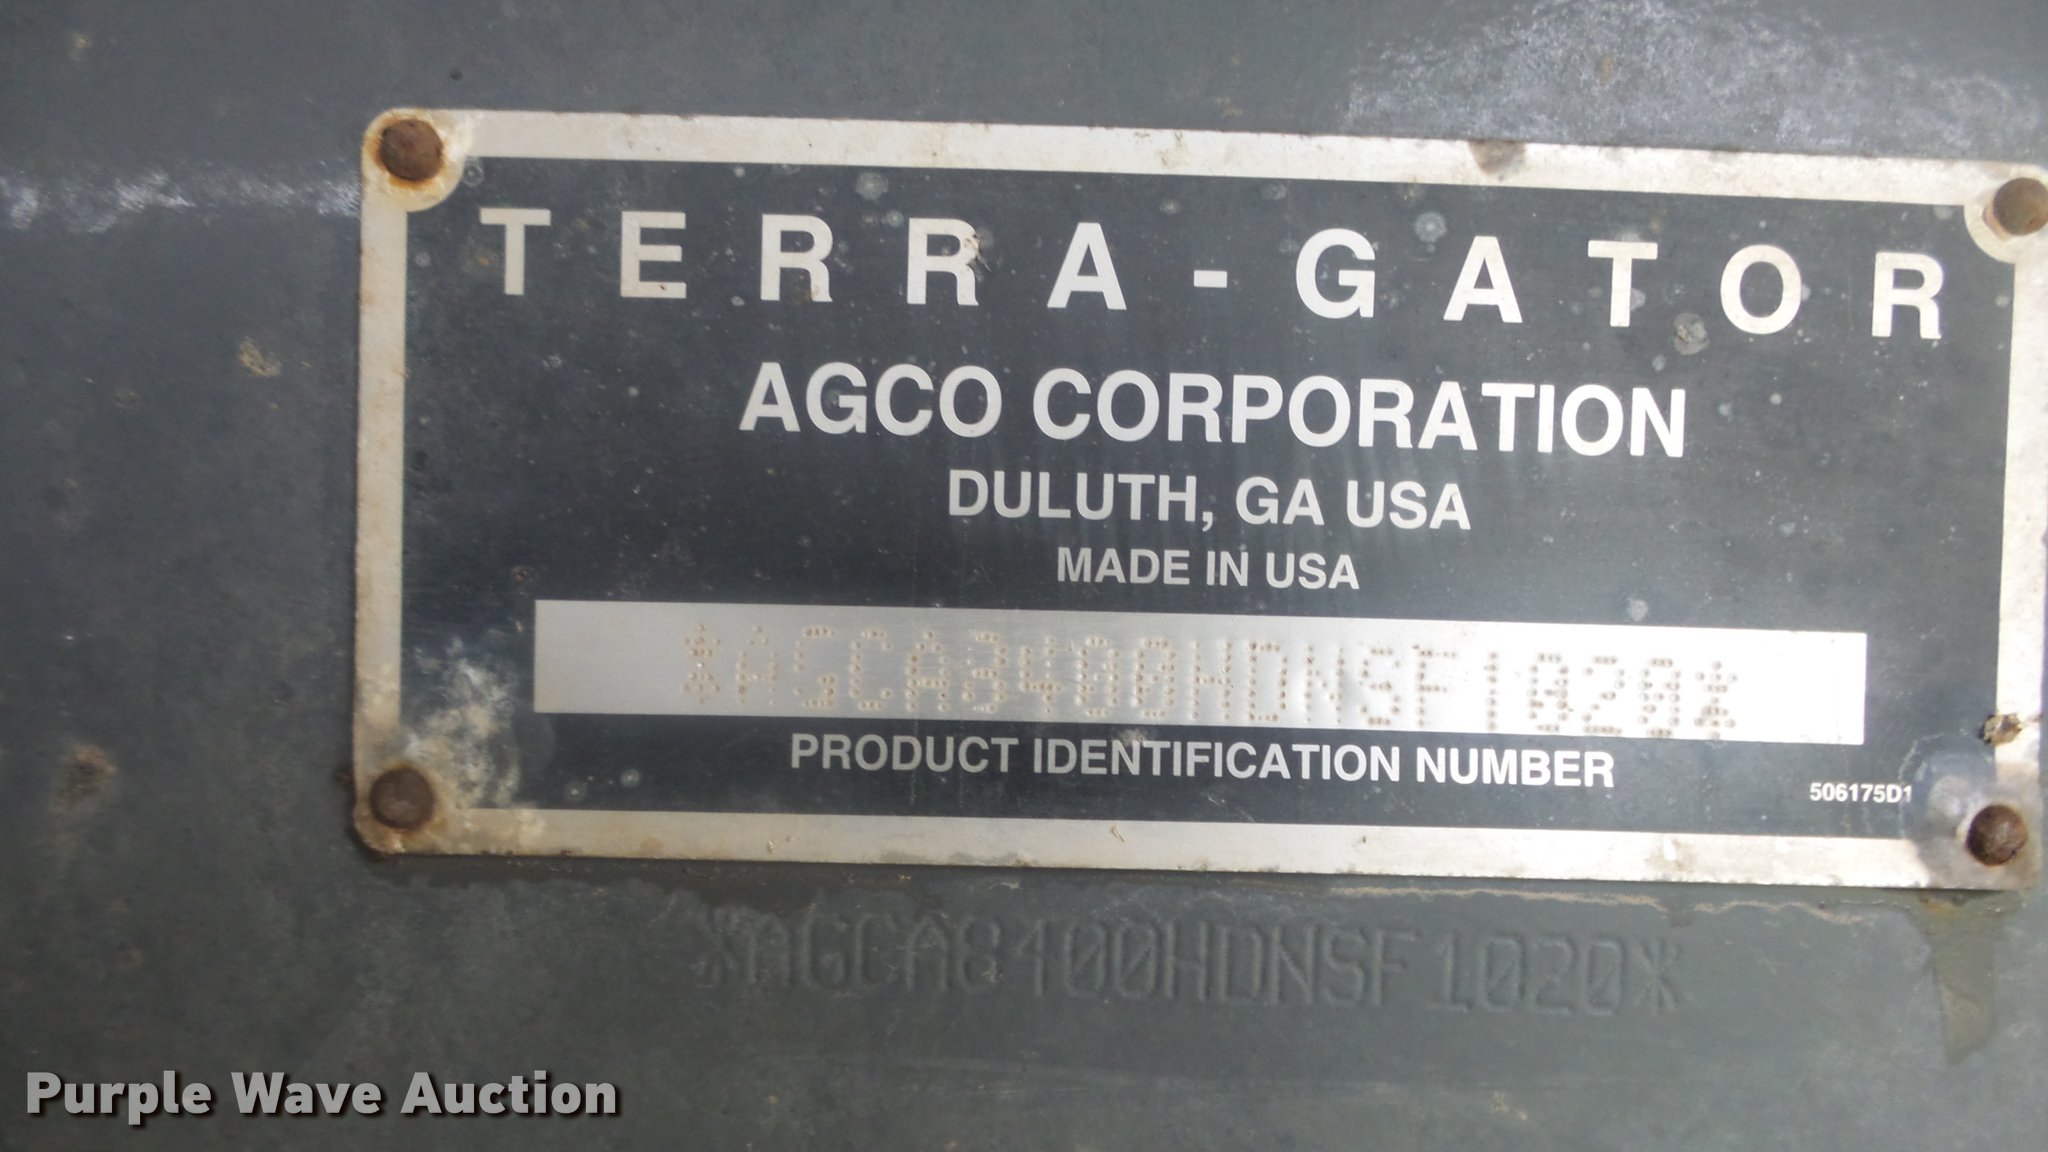 TERRA-GATOR
AGCO CORPORATION
DULUTH, GA USA
MADE IN USA
*AGCA8400HDNSF1020*
PRODUCT IDENTIFICATION NUMBER
506175D1
*AGCA8400HDNSF1020*
Purple Wave Auction